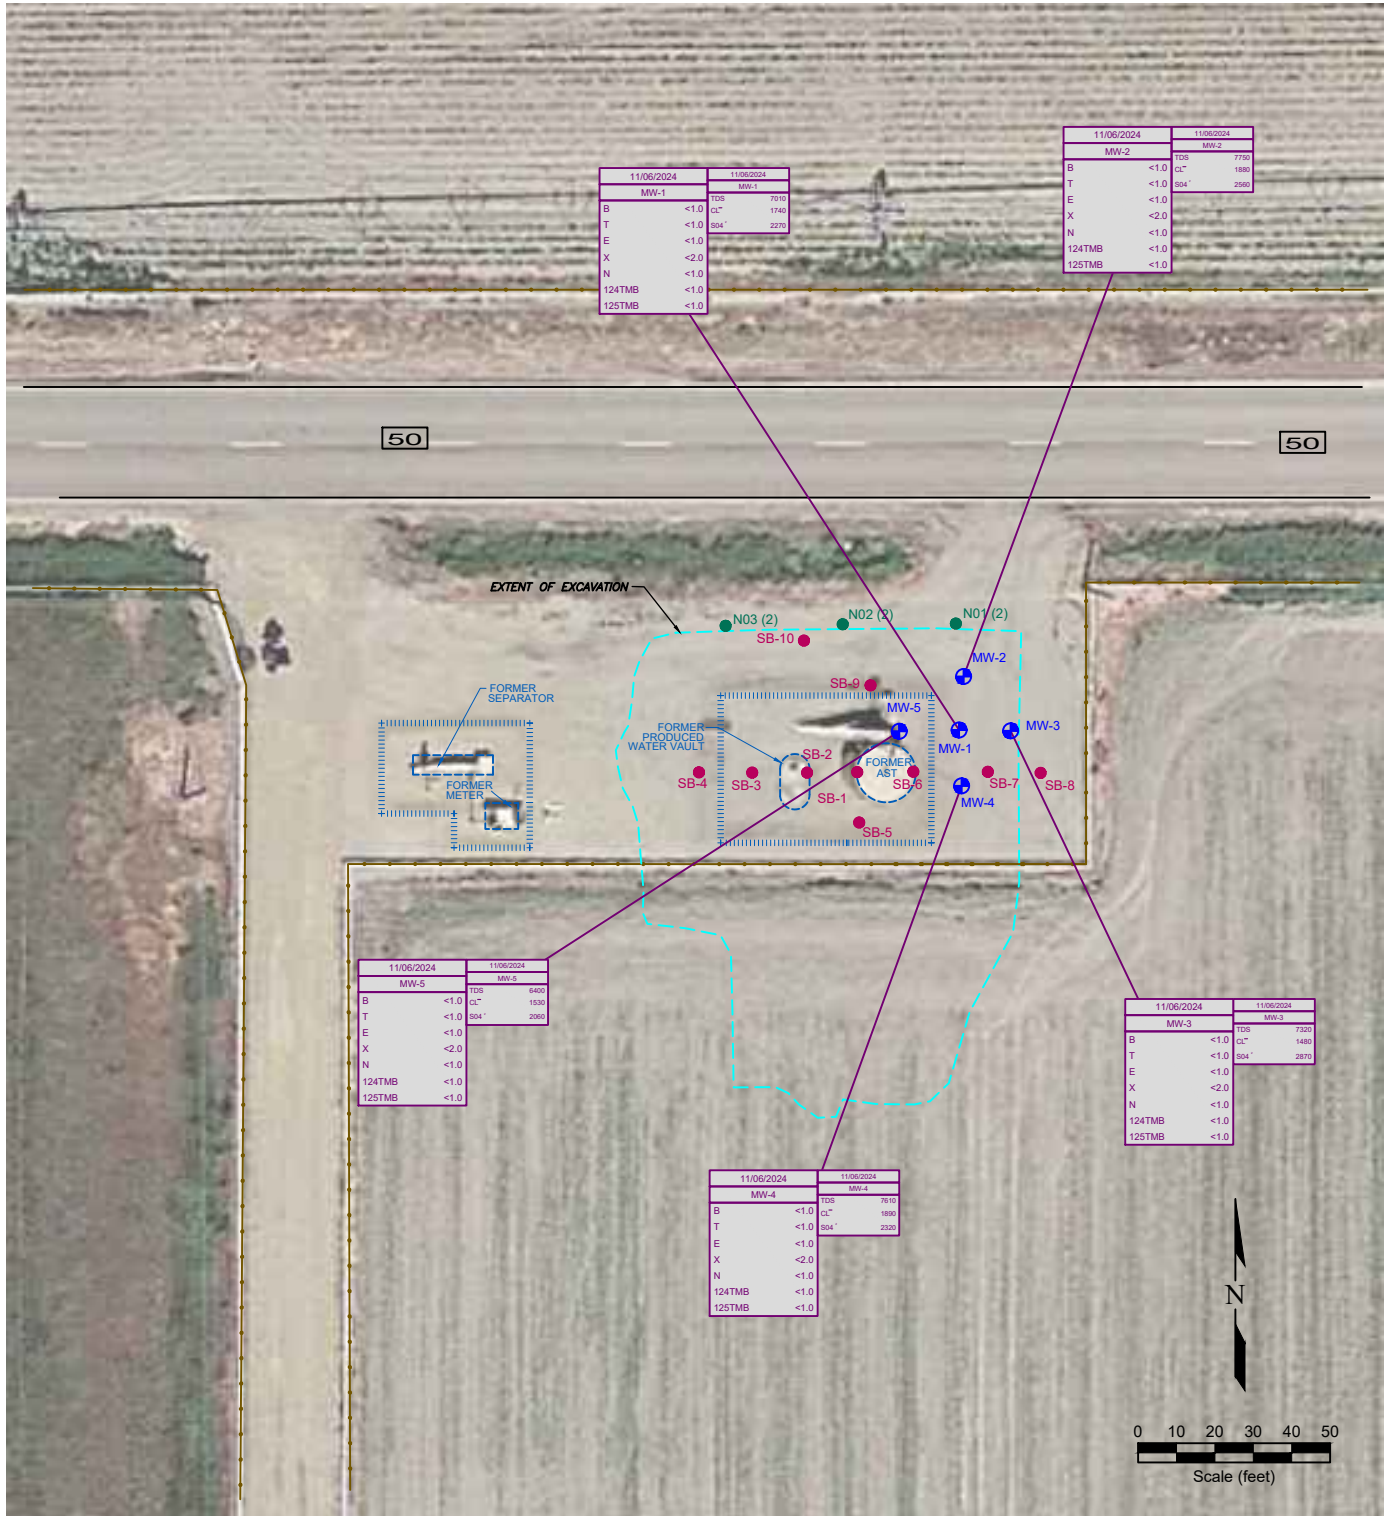 11/06/2024
MW-2
B <1.0
T <1.0
E <1.0
X <2.0
N <1.0
124TMB <1.0
125TMB <1.0
11/06/2024
MW-2
TDS 7750
CL- 1880
S04- 2560
11/06/2024
MW-1
B <1.0
T <1.0
E <1.0
X <2.0
N <1.0
124TMB <1.0
125TMB <1.0
11/06/2024
MW-1
TDS 7010
CL- 1740
S04- 2270
50
50
EXTENT OF EXCAVATION
N03 (2)
N02 (2)
N01 (2)
SB-10
MW-2
SB-9
FORMER
SEPARATOR
MW-5
FORMER
PRODUCED
WATER VAULT
MW-1
MW-3
SB-2
FORMER
AST
SB-4
SB-3
SB-6
SB-7
SB-8
FORMER
METER
SB-1
MW-4
SB-5
11/06/2024
MW-5
B <1.0
T <1.0
E <1.0
X <2.0
N <1.0
124TMB <1.0
125TMB <1.0
11/06/2024
MW-5
TDS 6400
CL- 1530
S04- 2060
11/06/2024
MW-3
B <1.0
T <1.0
E <1.0
X <2.0
N <1.0
124TMB <1.0
125TMB <1.0
11/06/2024
MW-3
TDS 7320
CL- 1480
S04- 2870
11/06/2024
MW-4
B <1.0
T <1.0
E <1.0
X <2.0
N <1.0
124TMB <1.0
125TMB <1.0
11/06/2024
MW-4
TDS 7610
CL- 1890
S04- 2320
N
0 10 20 30 40 50
Scale (feet)